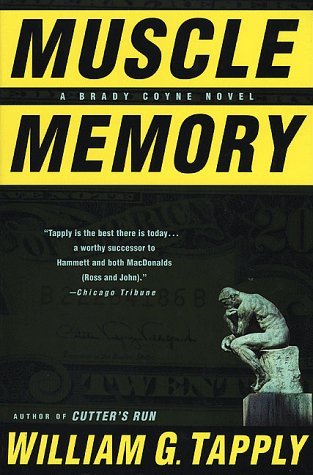 MUSCLE
A BRADY COYNE NOVEL
MEMORY
"Tapply is the best there is today...
a worthy successor to
Hammett and both MacDonalds
(Ross and John)."
—Chicago Tribune
TWENTY
AUTHOR OF CUTTER'S RUN
WILLIAM G. TAPPLY